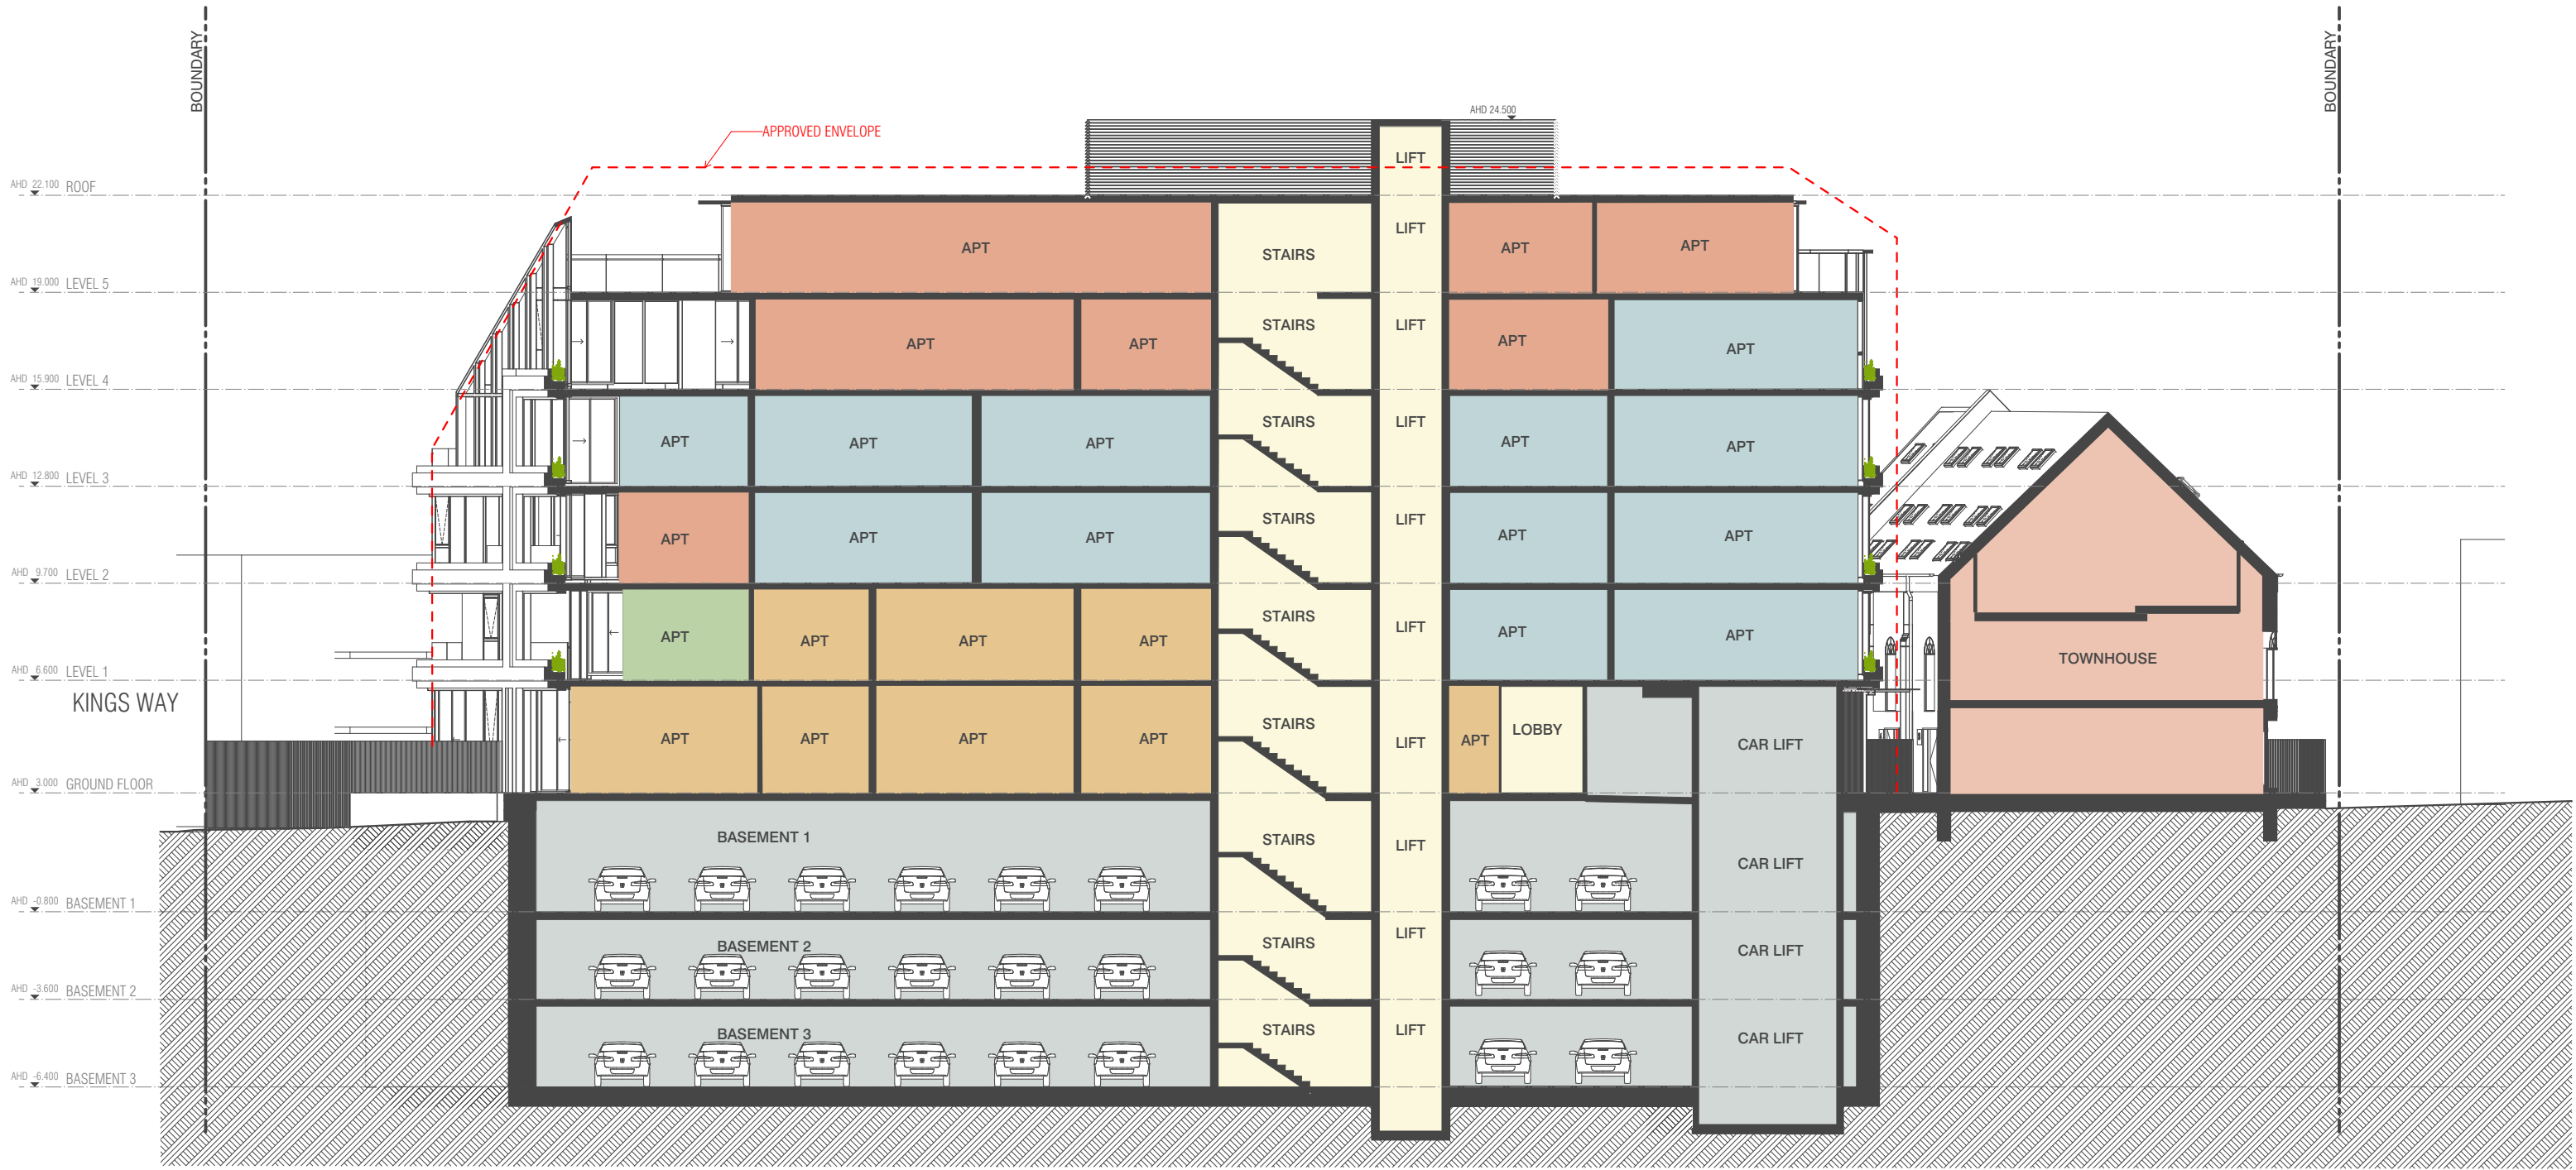 BOUNDARY
BOUNDARY
APPROVED ENVELOPE
AHD 24.500
LIFT
AHD 22.100 ROOF
APT
STAIRS
LIFT
APT
APT
AHD 19.000 LEVEL 5
APT
APT
STAIRS
LIFT
APT
APT
AHD 15.900 LEVEL 4
APT
APT
APT
STAIRS
LIFT
APT
APT
AHD 12.800 LEVEL 3
APT
APT
APT
STAIRS
LIFT
APT
APT
AHD 9.700 LEVEL 2
APT
APT
APT
APT
STAIRS
LIFT
APT
APT
TOWNHOUSE
AHD 6.600 LEVEL 1
KINGS WAY
APT
APT
APT
APT
STAIRS
LIFT
APT
LOBBY
CAR LIFT
AHD 3.000 GROUND FLOOR
BASEMENT 1
STAIRS
LIFT
CAR LIFT
AHD -0.800 BASEMENT 1
BASEMENT 2
STAIRS
LIFT
CAR LIFT
AHD -3.600 BASEMENT 2
BASEMENT 3
STAIRS
LIFT
CAR LIFT
AHD -6.400 BASEMENT 3